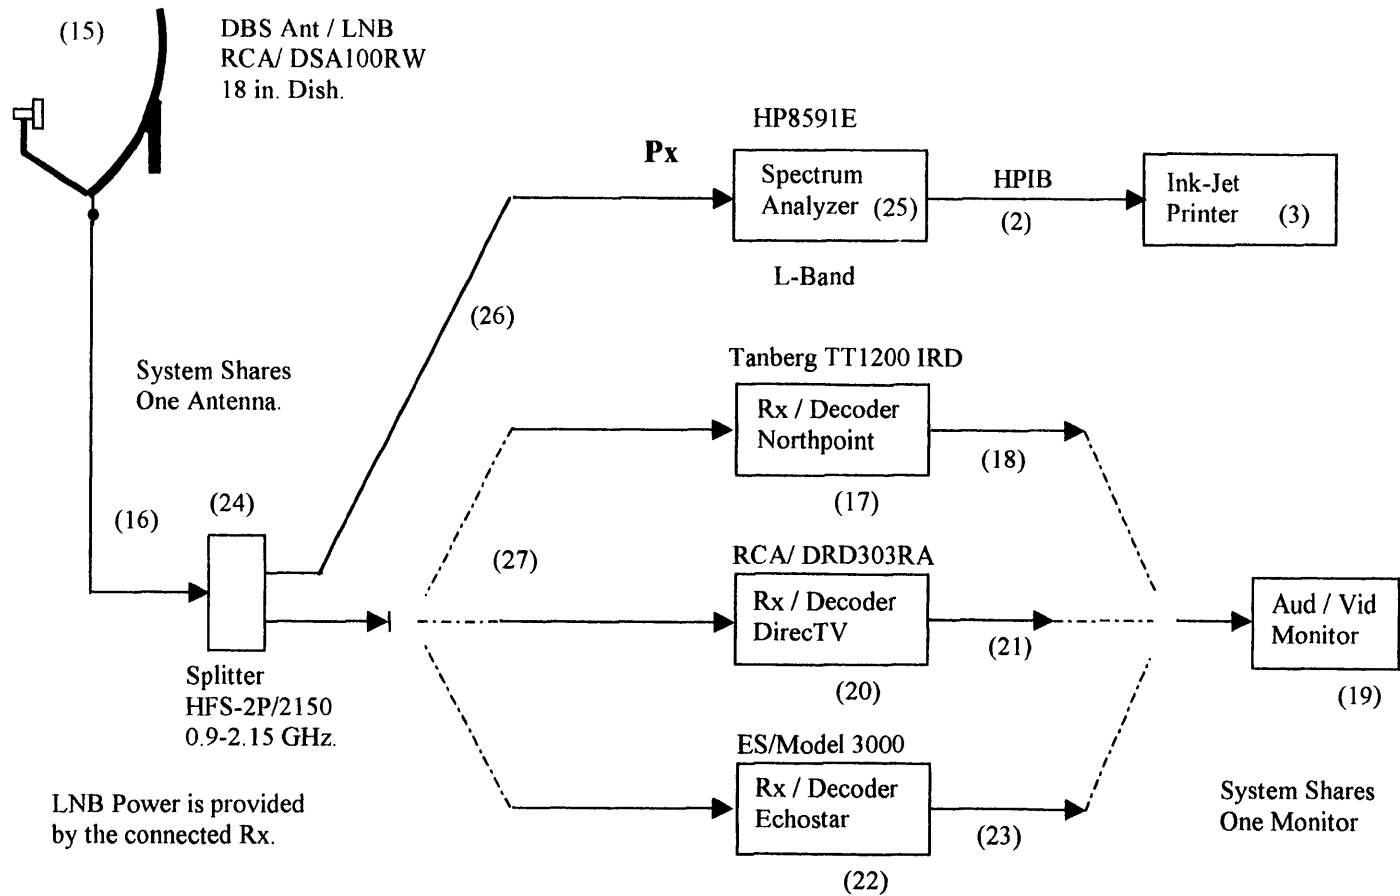 (15)
DBS Ant / LNB
RCA/ DSA100RW
18 in. Dish.
HP8591E
Px
Spectrum
Analyzer (25)
HPIB
(2)
Ink-Jet
Printer (3)
L-Band
(26)
System Shares
One Antenna.
Tanberg TT1200 IRD
Rx / Decoder
Northpoint
(18)
(17)
(24)
(16)
(27)
RCA/ DRD303RA
Rx / Decoder
DirecTV
(21)
(20)
Aud / Vid
Monitor
(19)
Splitter
HFS-2P/2150
0.9-2.15 GHz.
ES/Model 3000
Rx / Decoder
Echostar
(23)
(22)
LNB Power is provided
by the connected Rx.
System Shares
One Monitor